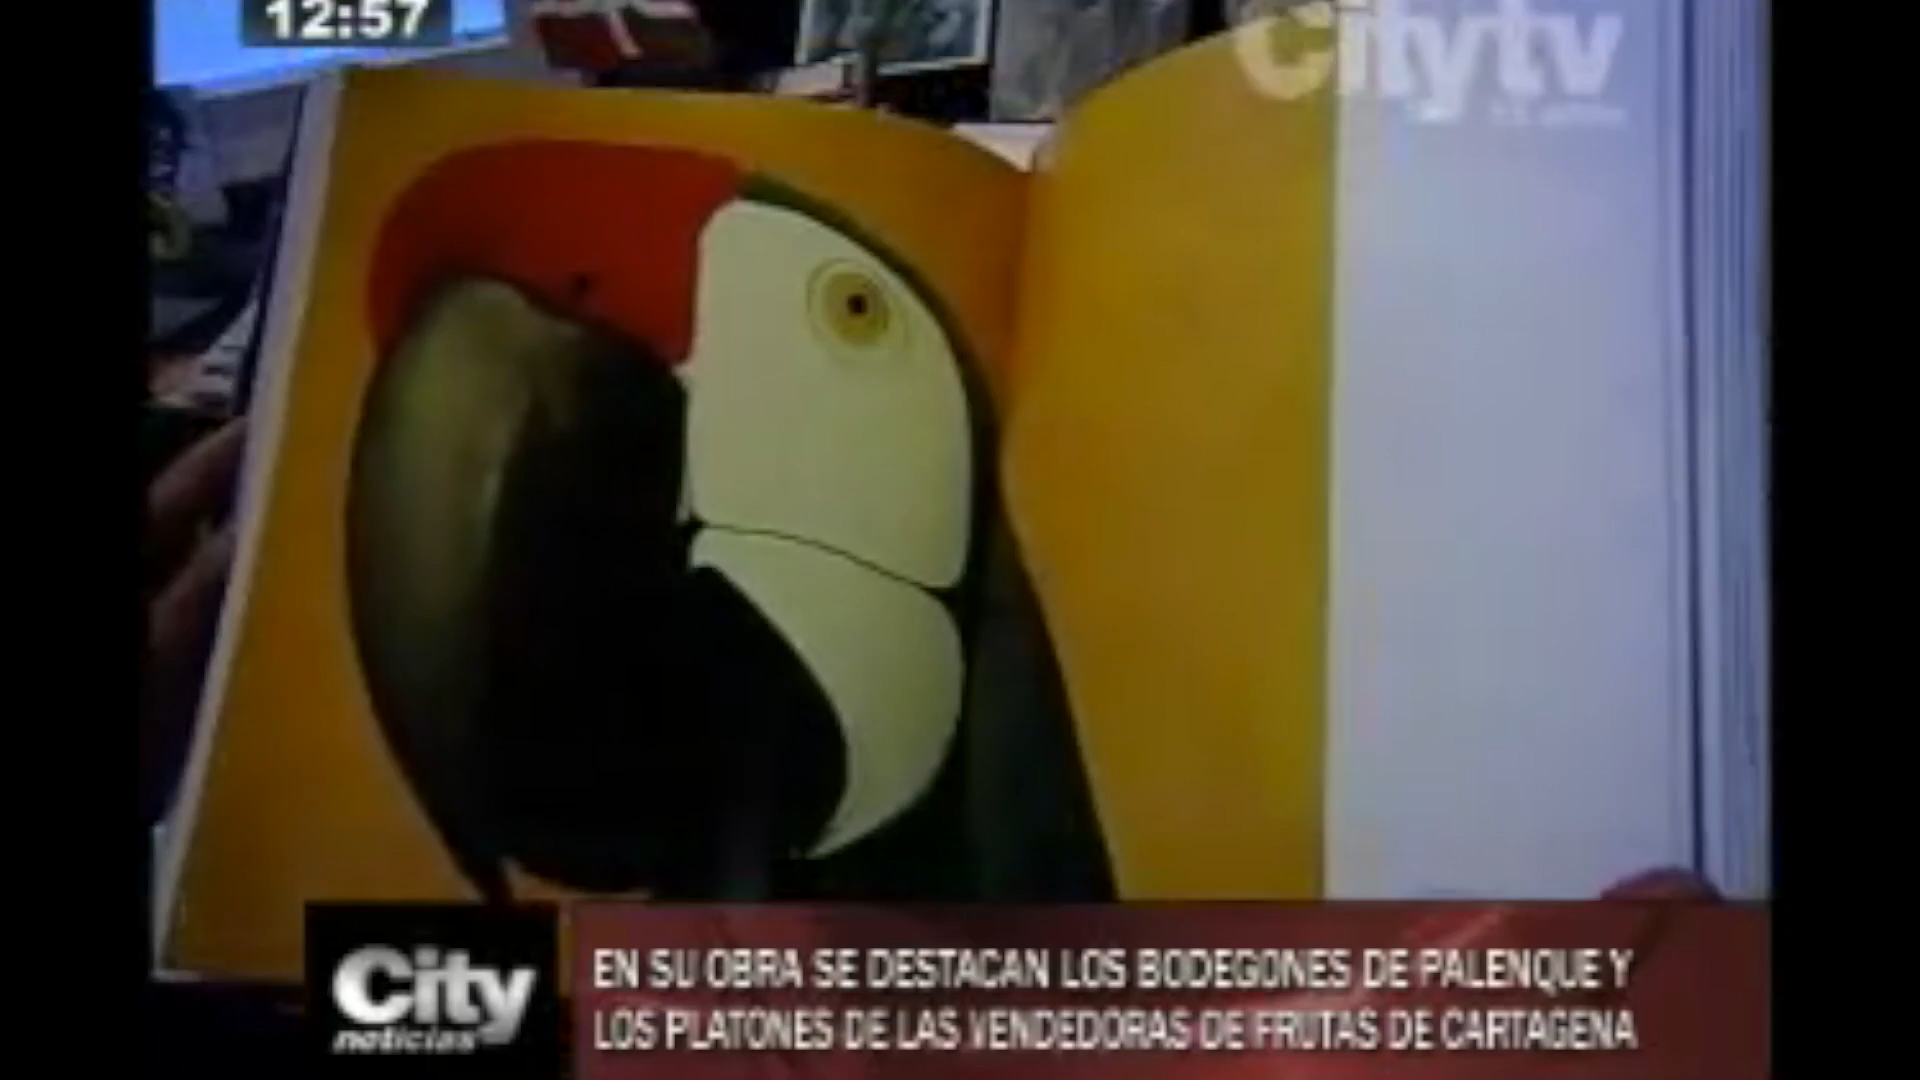 12:57
Citytv
City
noticias
EN SU OBRA SE DESTACAN LOS BODEGONES DE PALENQUE Y
LOS PLATONES DE LAS VENDEDORAS DE FRUTAS DE CARTAGENA